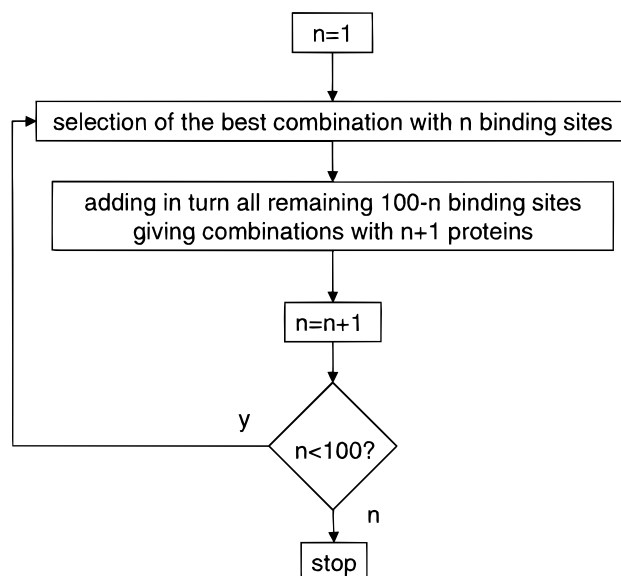 n=1
selection of the best combination with n binding sites
adding in turn all remaining 100-n binding sites
giving combinations with n+1 proteins
n=n+1
y
n<100?
n
stop